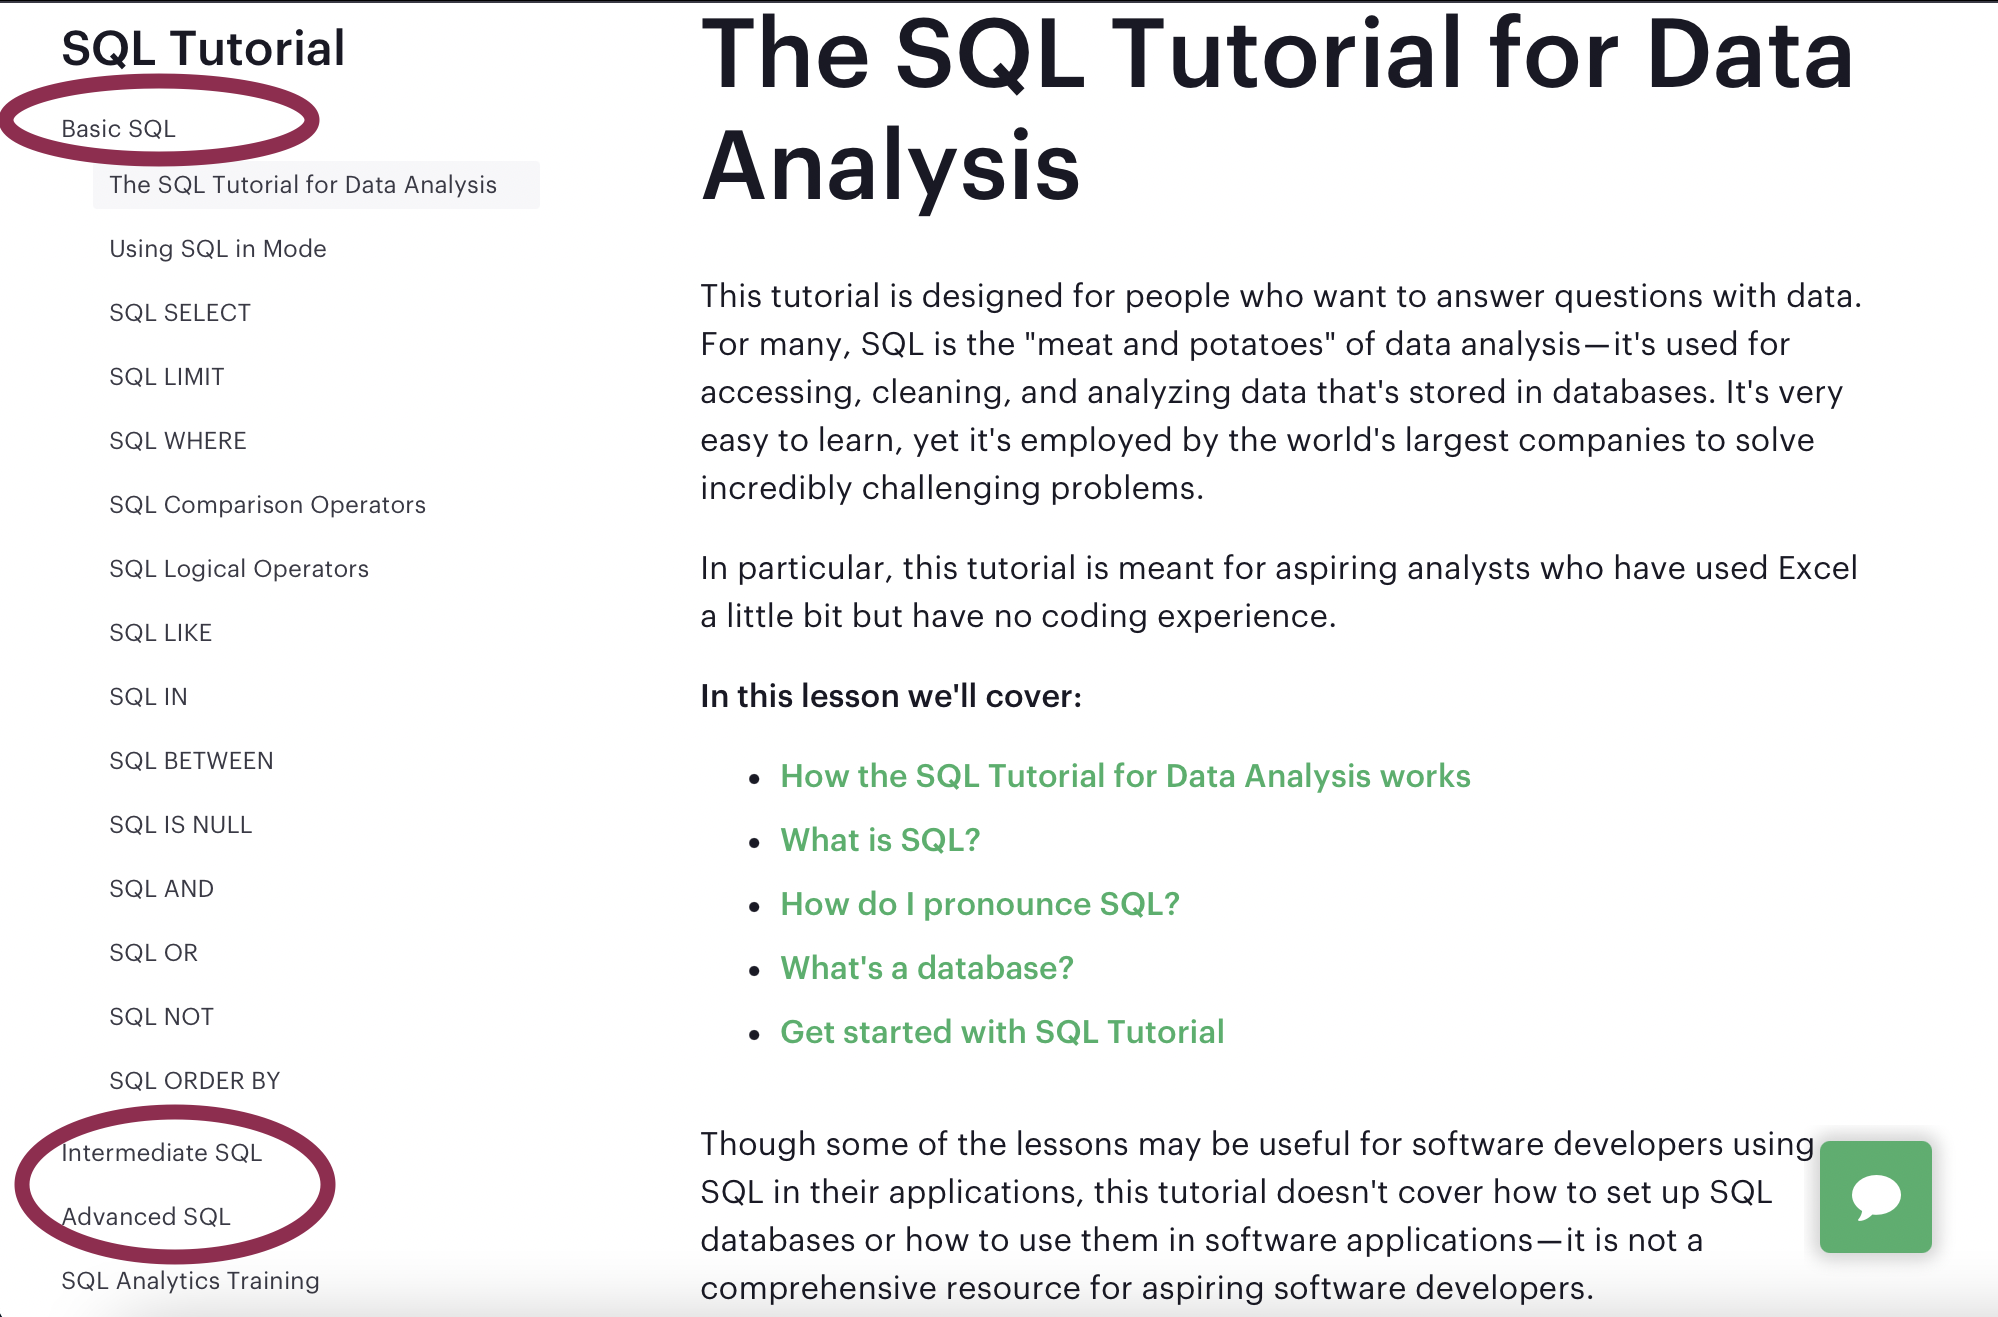 SQL Tutorial
Basic SQL
The SQL Tutorial for Data Analysis
Using SQL in Mode
SQL SELECT
SQL LIMIT
SQL WHERE
SQL Comparison Operators
SQL Logical Operators
SQL LIKE
SQL IN
SQL BETWEEN
SQL IS NULL
SQL AND
SQL OR
SQL NOT
SQL ORDER BY
Intermediate SQL
Advanced SQL
SQL Analytics Training
The SQL Tutorial for Data
Analysis
This tutorial is designed for people who want to answer questions with data.
For many, SQL is the "meat and potatoes" of data analysis—it's used for
accessing, cleaning, and analyzing data that's stored in databases. It's very
easy to learn, yet it's employed by the world's largest companies to solve
incredibly challenging problems.
In particular, this tutorial is meant for aspiring analysts who have used Excel
a little bit but have no coding experience.
In this lesson we'll cover:
• How the SQL Tutorial for Data Analysis works
• What is SQL?
• How do I pronounce SQL?
• What's a database?
• Get started with SQL Tutorial
Though some of the lessons may be useful for software developers using
SQL in their applications, this tutorial doesn't cover how to set up SQL
databases or how to use them in software applications—it is not a
comprehensive resource for aspiring software developers.